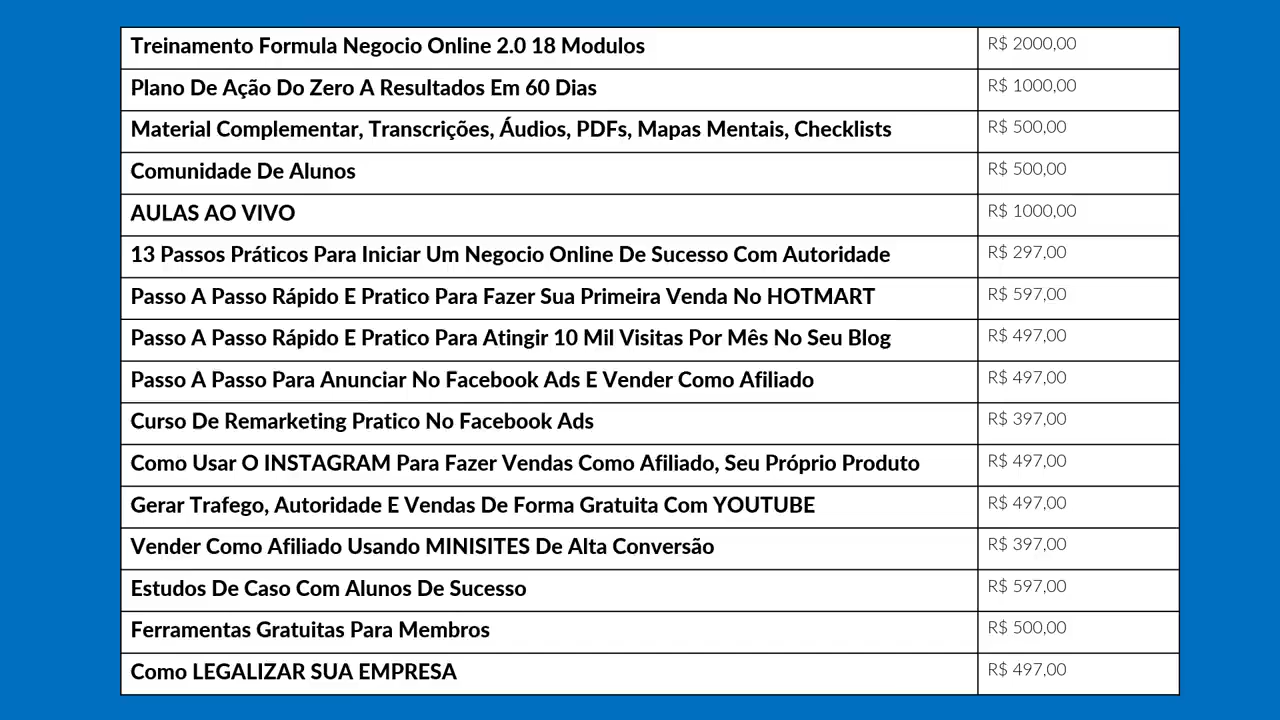 Treinamento Formula Negocio Online 2.0 18 Modulos R$ 2000,00
Plano De Ação Do Zero A Resultados Em 60 Dias R$ 1000,00
Material Complementar, Transcrições, Áudios, PDFs, Mapas Mentais, Checklists R$ 500,00
Comunidade De Alunos R$ 500,00
AULAS AO VIVO R$ 1000,00
13 Passos Práticos Para Iniciar Um Negocio Online De Sucesso Com Autoridade R$ 297,00
Passo A Passo Rápido E Pratico Para Fazer Sua Primeira Venda No HOTMART R$ 597,00
Passo A Passo Rápido E Pratico Para Atingir 10 Mil Visitas Por Mês No Seu Blog R$ 497,00
Passo A Passo Para Anunciar No Facebook Ads E Vender Como Afiliado R$ 497,00
Curso De Remarketing Pratico No Facebook Ads R$ 397,00
Como Usar O INSTAGRAM Para Fazer Vendas Como Afiliado, Seu Próprio Produto R$ 497,00
Gerar Trafego, Autoridade E Vendas De Forma Gratuita Com YOUTUBE R$ 497,00
Vender Como Afiliado Usando MINISITES De Alta Conversão R$ 397,00
Estudos De Caso Com Alunos De Sucesso R$ 597,00
Ferramentas Gratuitas Para Membros R$ 500,00
Como LEGALIZAR SUA EMPRESA R$ 497,00